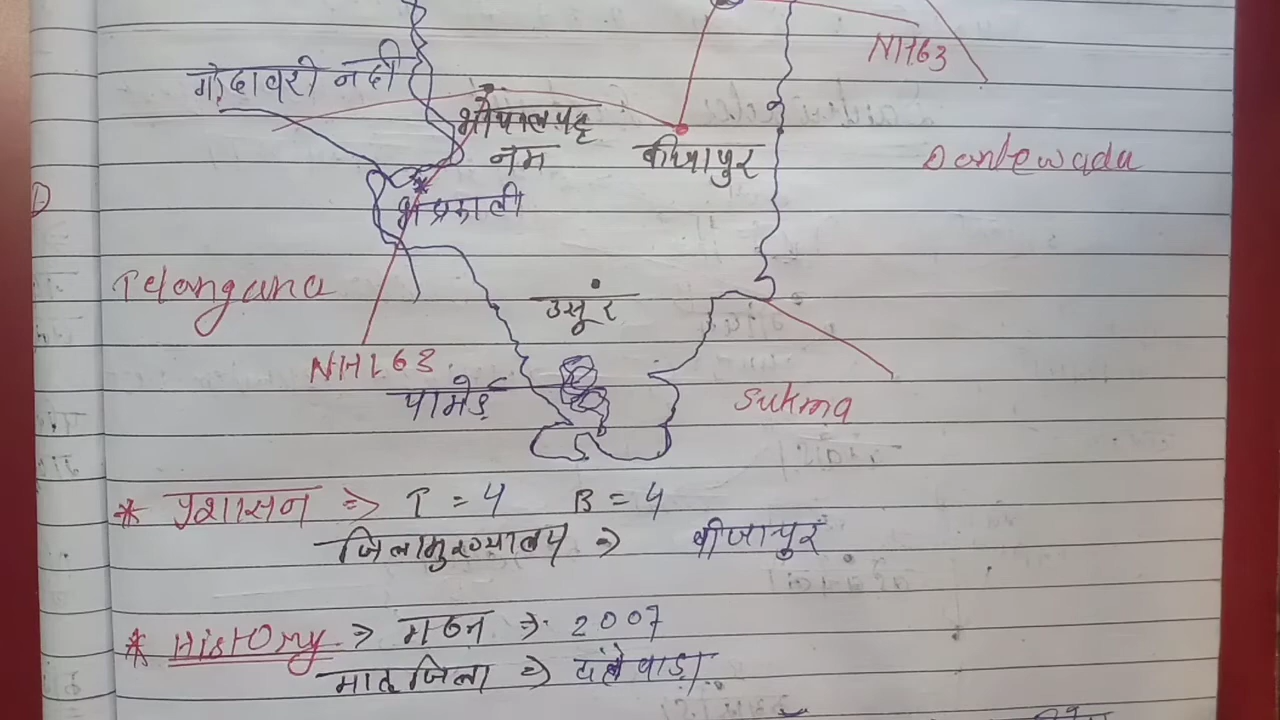 NH63
गोदावरी नदी
भोपालपट्
नम
बीजापुर
Dantewada
भद्रकाली
Telangana
उसूर
NH163
पामेड़
Sukma
* प्रशासन => T = 4 B = 4
जिलामुख्यालय => बीजापुर
* HistOry => गठन => 2007
मातृजिला => दंतेवाड़ा